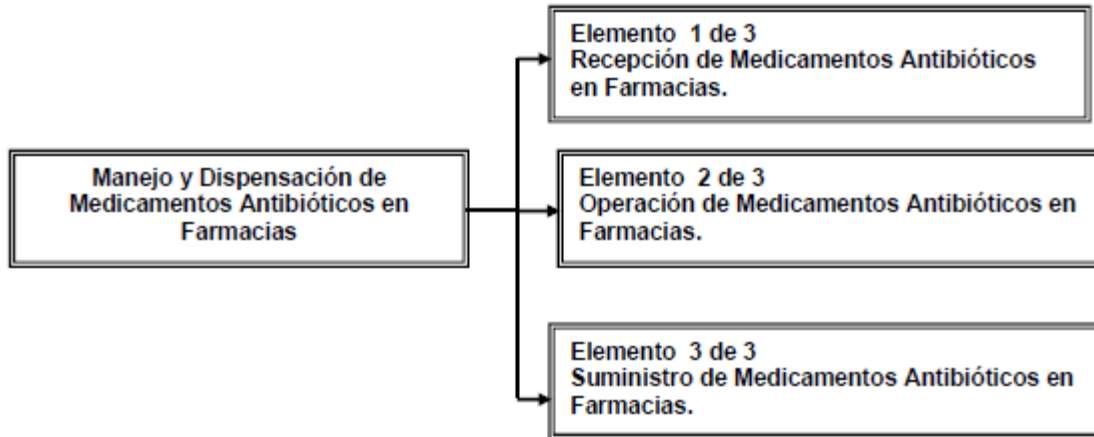 Elemento 1 de 3
Recepción de Medicamentos Antibióticos
en Farmacias.
Manejo y Dispensación de
Medicamentos Antibióticos en
Farmacias
Elemento 2 de 3
Operación de Medicamentos Antibióticos en
Farmacias.
Elemento 3 de 3
Suministro de Medicamentos Antibióticos en
Farmacias.